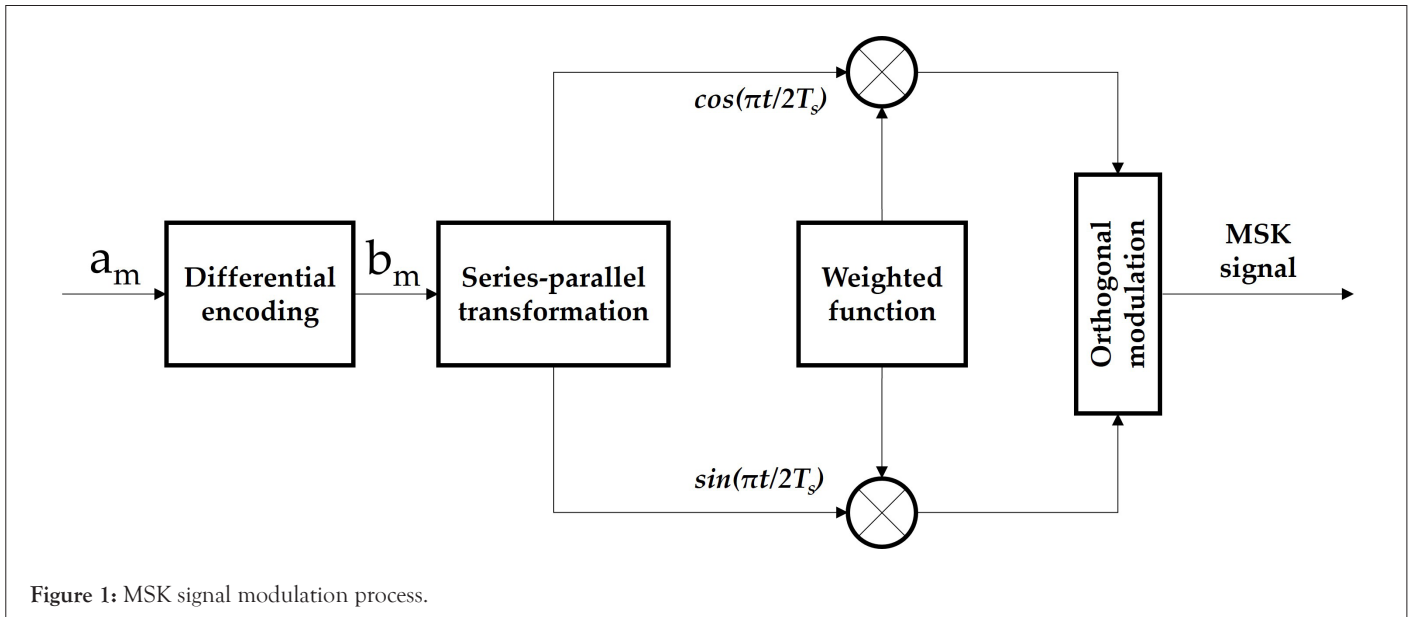 cos(πt/2Tₛ)
aₘ
Differential
encoding
bₘ
Series-parallel
transformation
Weighted
function
Orthogonal
modulation
MSK
signal
sin(πt/2Tₛ)
Figure 1: MSK signal modulation process.